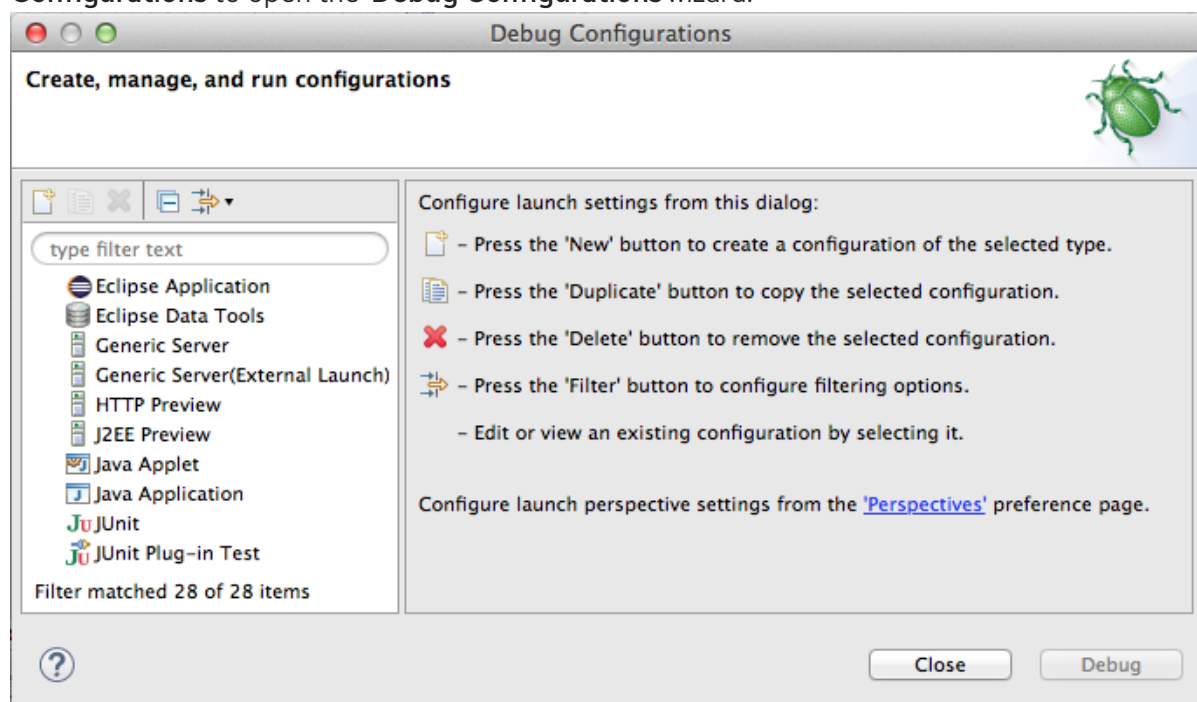 Configurations to open the Debug Configurations wizard.
Debug Configurations
Create, manage, and run configurations
type filter text
Eclipse Application
Eclipse Data Tools
Generic Server
Generic Server(External Launch)
HTTP Preview
J2EE Preview
Java Applet
Java Application
JUnit
JUnit Plug-in Test
Filter matched 28 of 28 items
Configure launch settings from this dialog:
– Press the 'New' button to create a configuration of the selected type.
– Press the 'Duplicate' button to copy the selected configuration.
– Press the 'Delete' button to remove the selected configuration.
– Press the 'Filter' button to configure filtering options.
– Edit or view an existing configuration by selecting it.
Configure launch perspective settings from the 'Perspectives' preference page.
Close
Debug